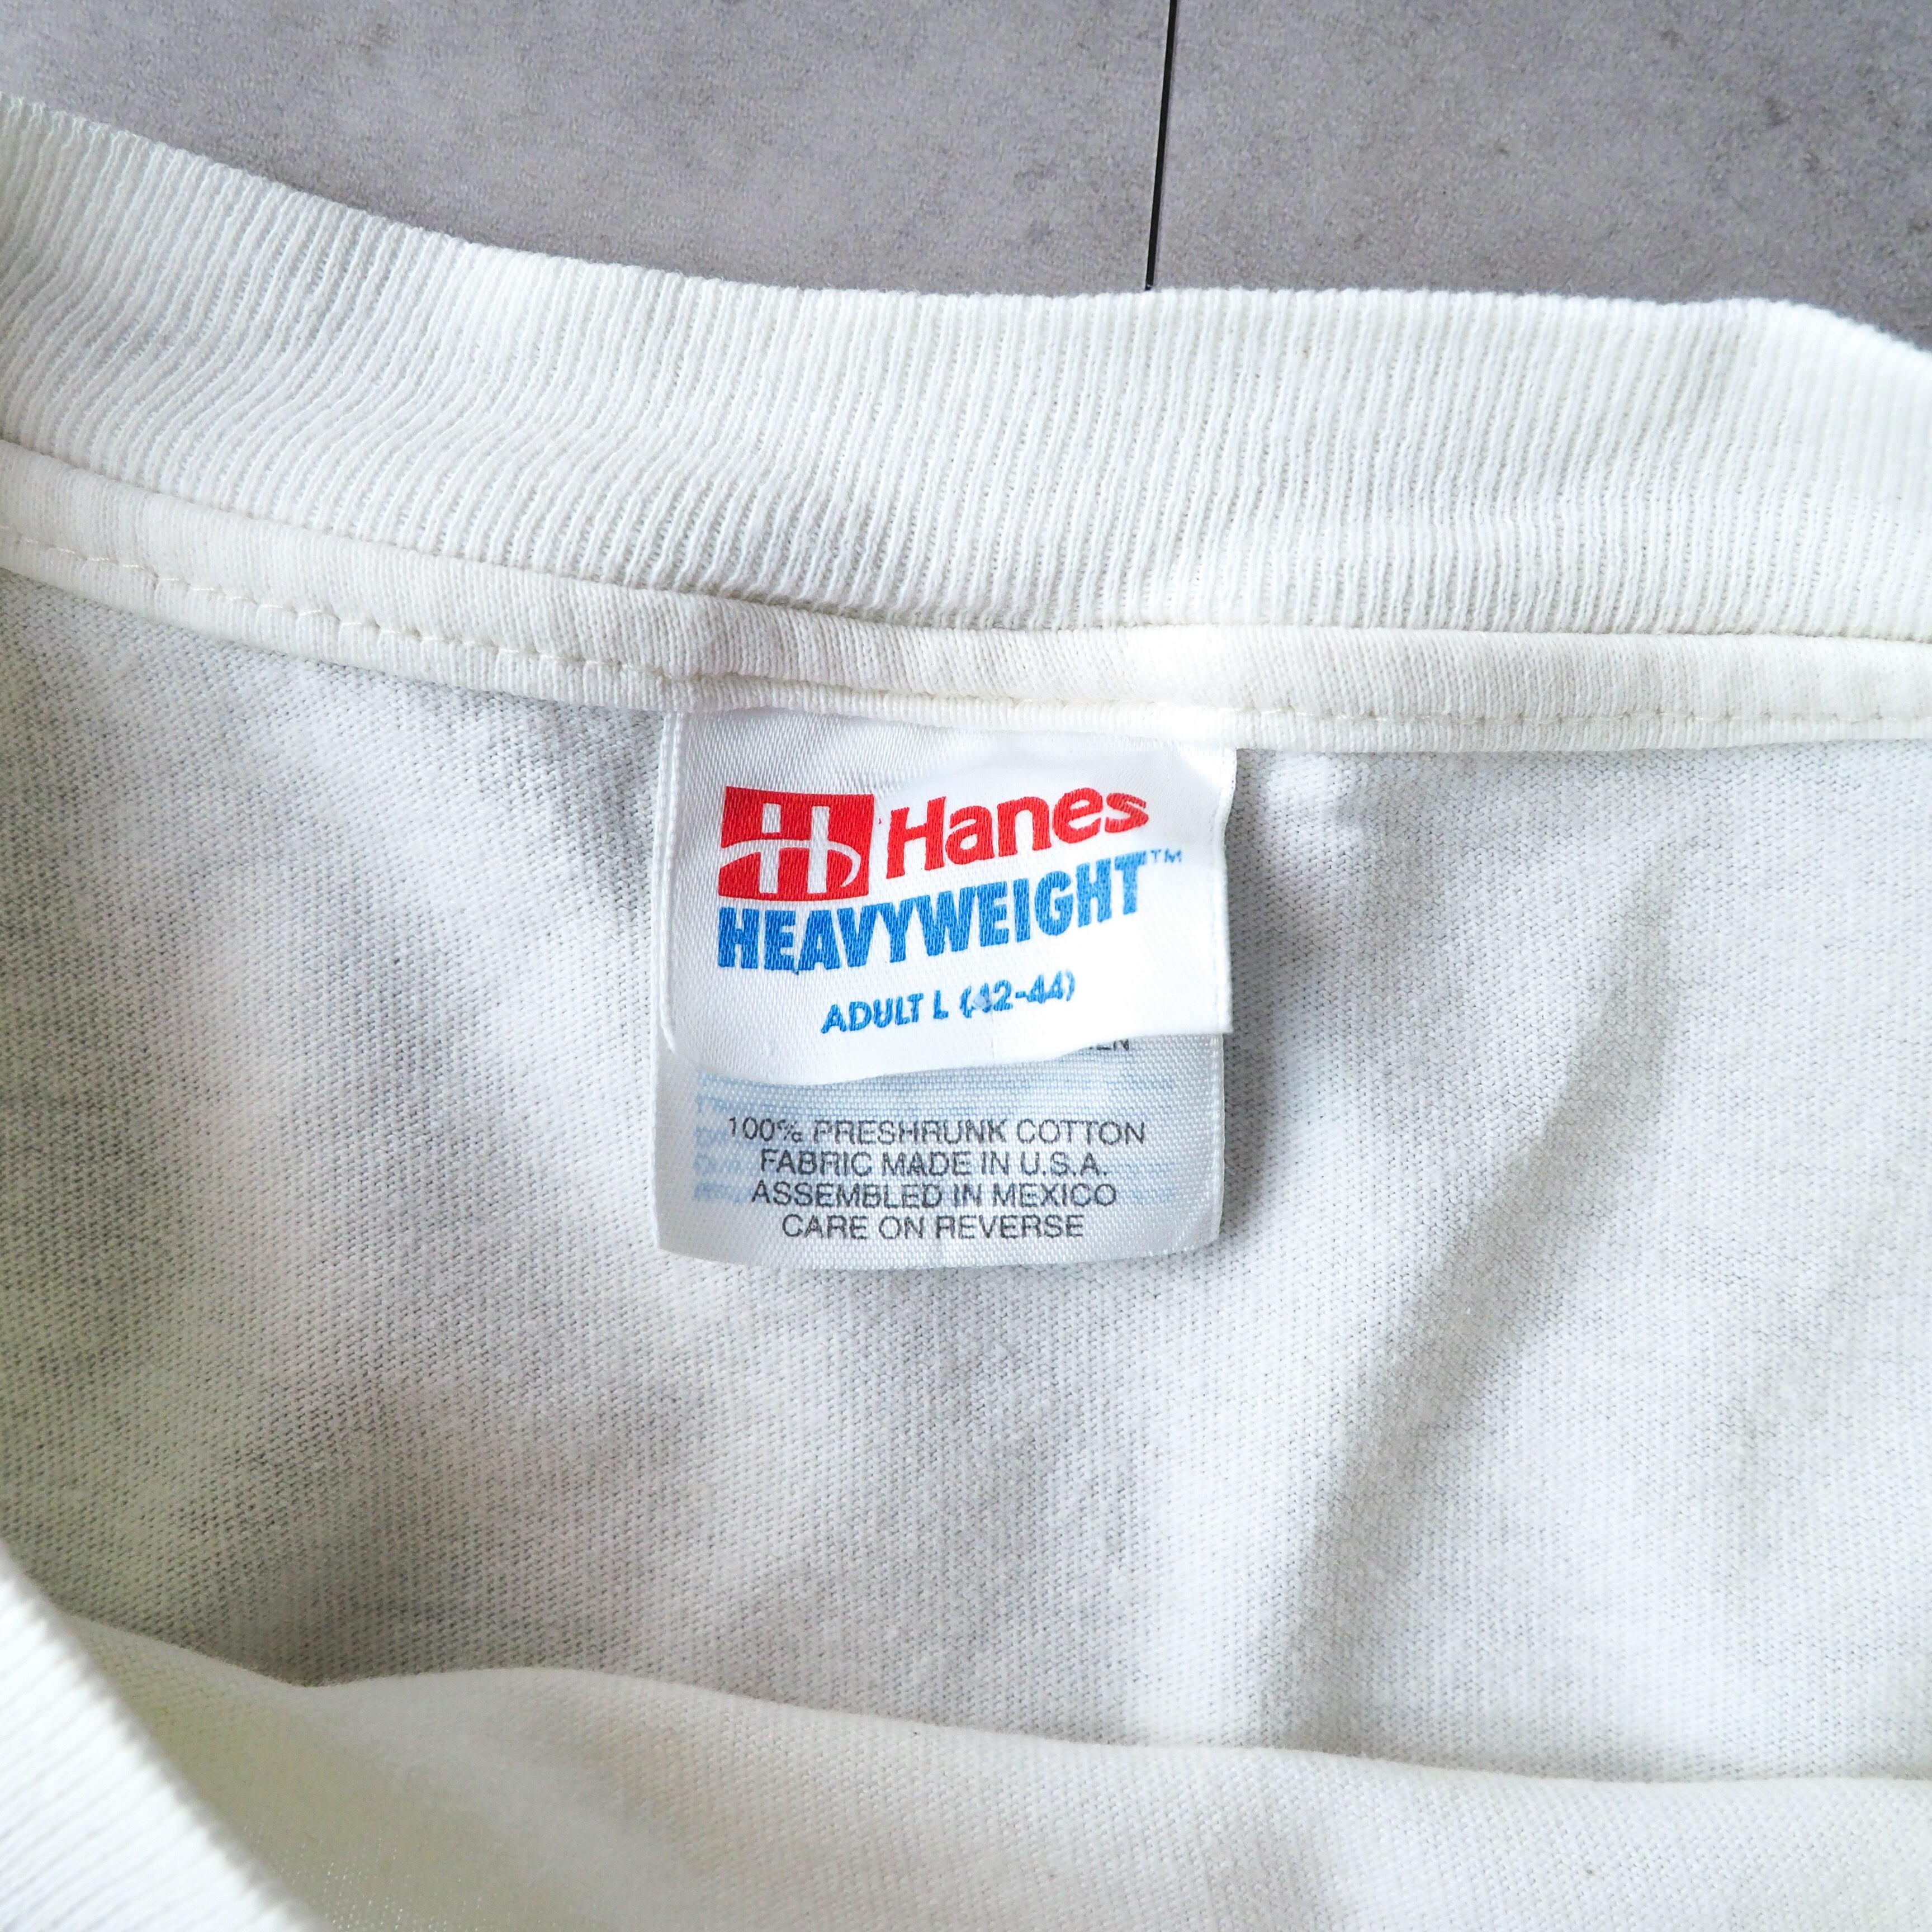 H Hanes
HEAVYWEIGHT™
ADULT L (42-44)
100% PRESHRUNK COTTON
FABRIC MADE IN U.S.A.
ASSEMBLED IN MEXICO
CARE ON REVERSE